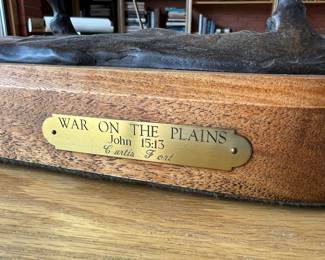 WAR ON THE PLAINS
John 15:13
Curtis Fort